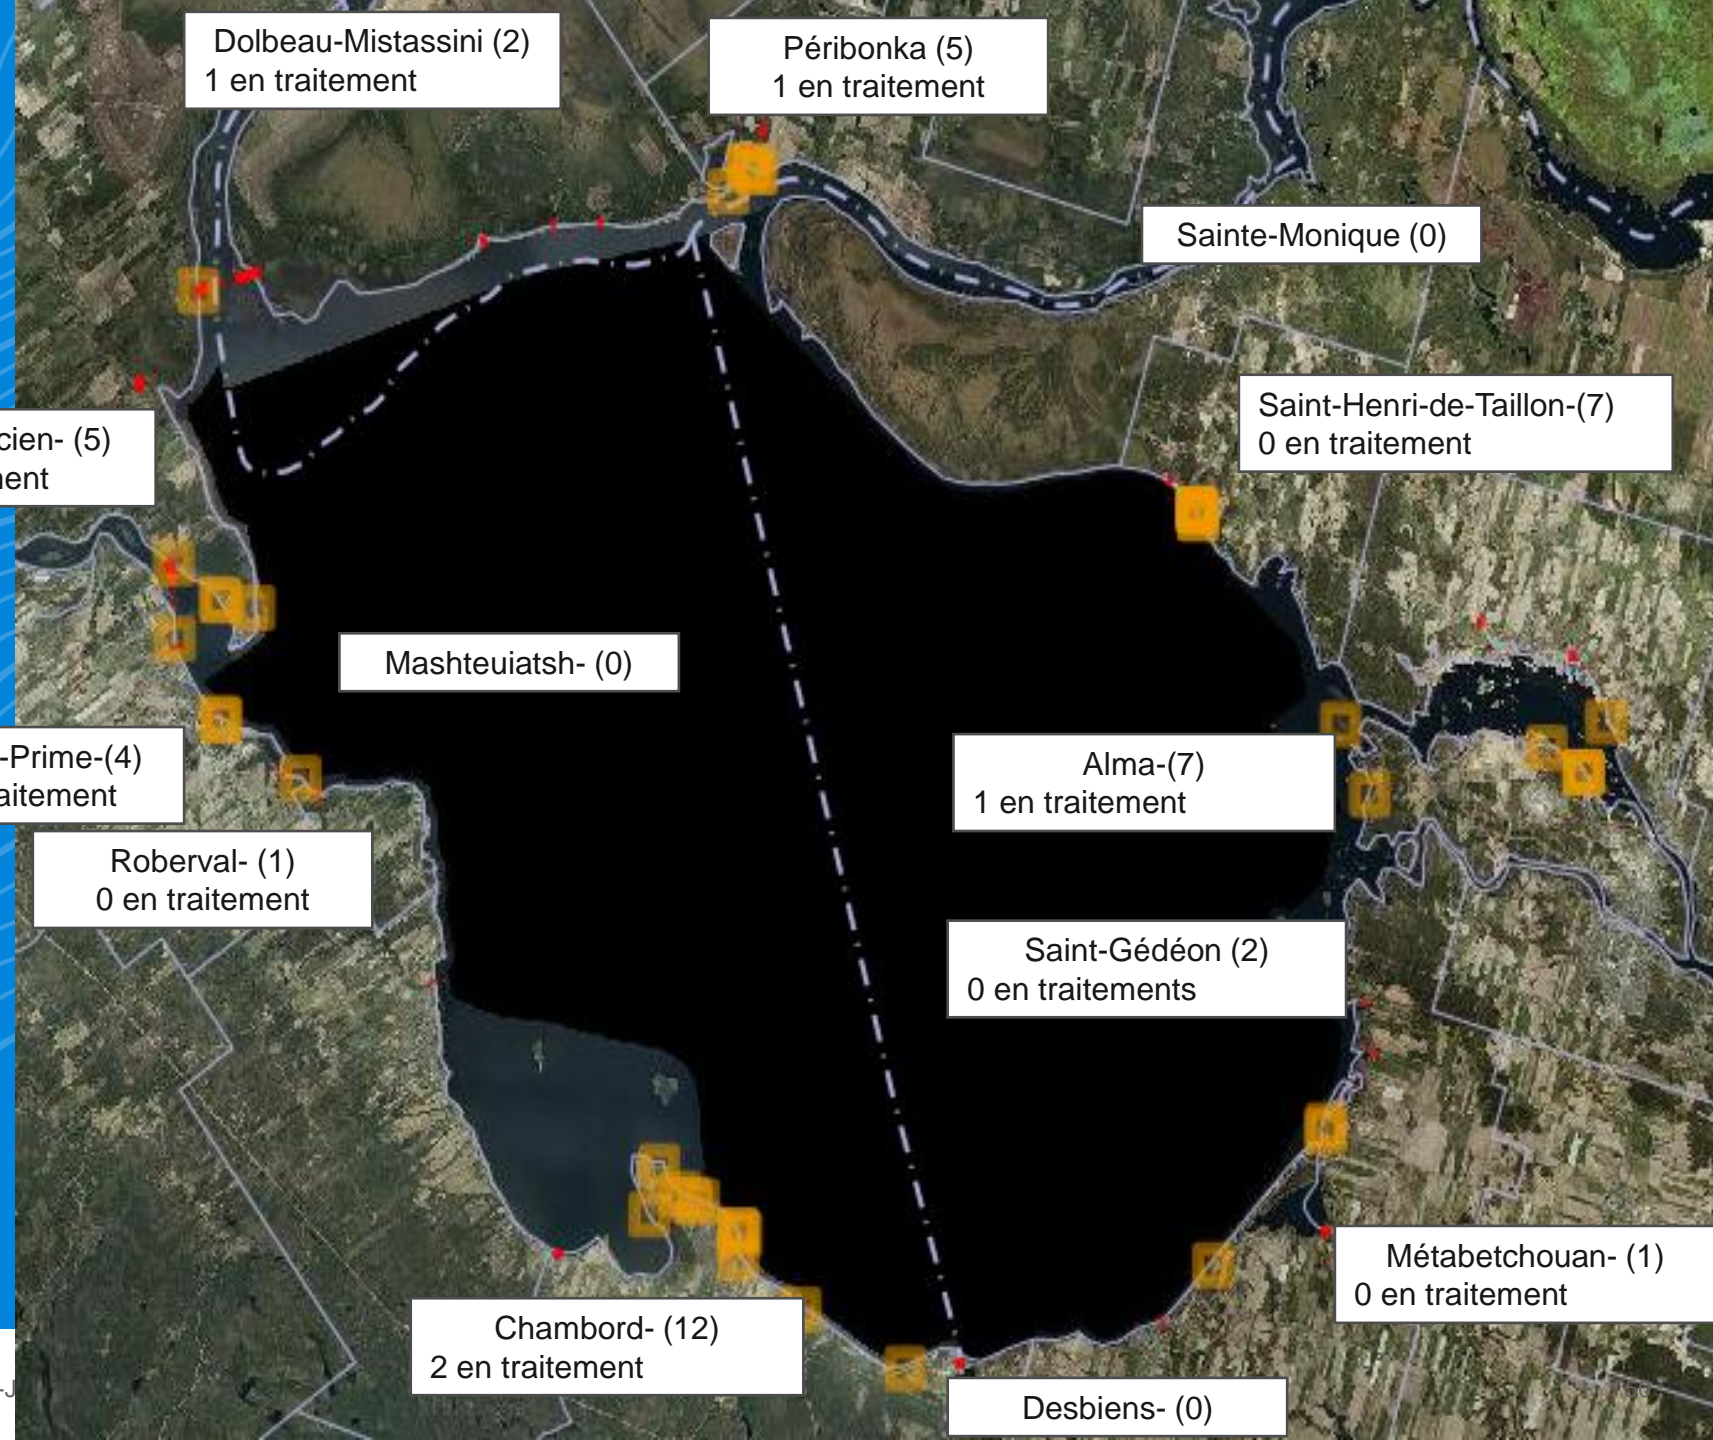 Dolbeau-Mistassini (2)
1 en traitement
Péribonka (5)
1 en traitement
Sainte-Monique (0)
Saint-Henri-de-Taillon-(7)
0 en traitement
cien- (5)
Mashteuiatsh- (0)
-Prime-(4)
Alma-(7)
1 en traitement
Roberval- (1)
0 en traitement
Saint-Gédéon (2)
0 en traitements
Métabetchouan- (1)
0 en traitement
Chambord- (12)
2 en traitement
Desbiens- (0)